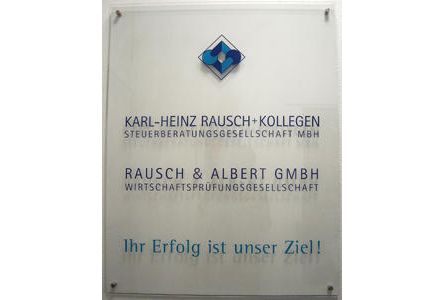 KARL-HEINZ RAUSCH+KOLLEGEN
STEUERBERATUNGSGESELLSCHAFT MBH
RAUSCH & ALBERT GMBH
WIRTSCHAFTSPRÜFUNGSGESELLSCHAFT
Ihr Erfolg ist unser Ziel!